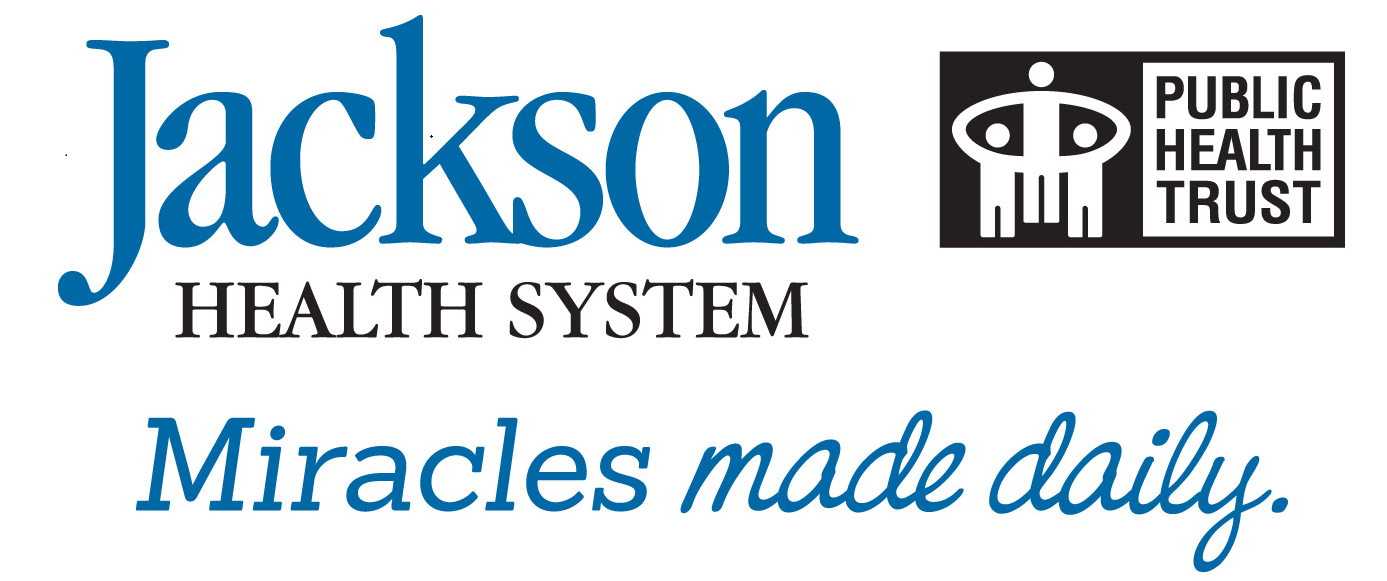 Jackson
HEALTH SYSTEM
PUBLIC
HEALTH
TRUST
Miracles made daily.